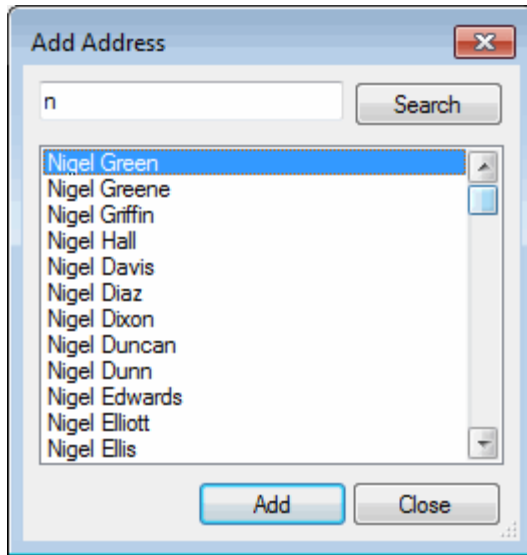 Add Address
n
Search
Nigel Green
Nigel Greene
Nigel Griffin
Nigel Hall
Nigel Davis
Nigel Diaz
Nigel Dixon
Nigel Duncan
Nigel Dunn
Nigel Edwards
Nigel Elliott
Nigel Ellis
Add
Close